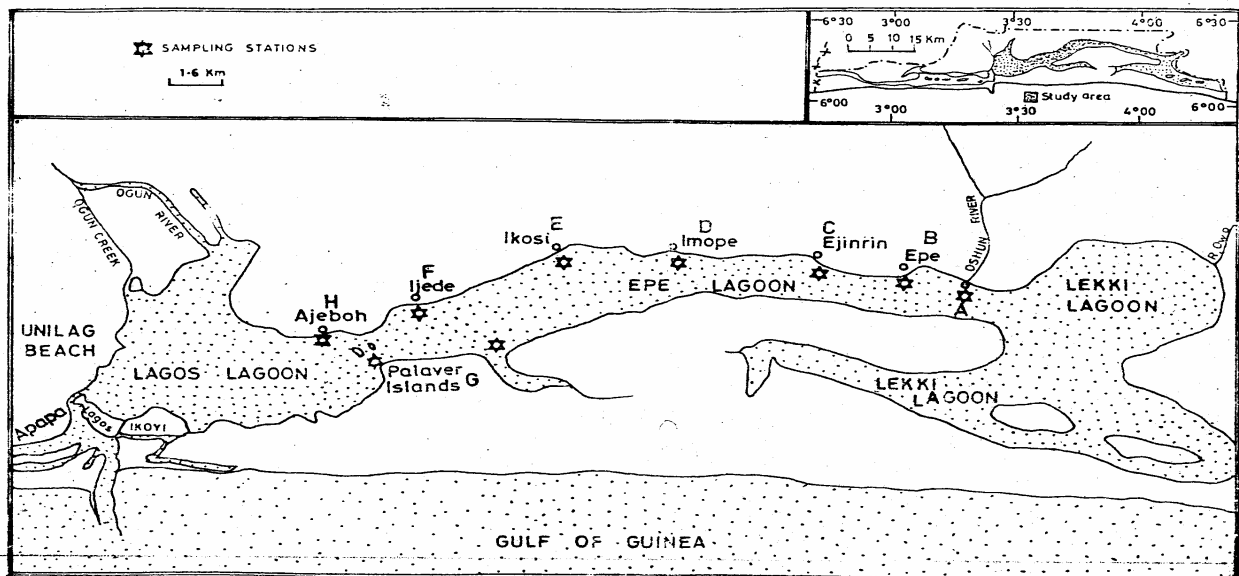 SAMPLING STATIONS
1-6 Km
6°30 3°00 3°30 4°00 6°30
0 5 10 15 Km
Study area
6°00 3°00 3°30 4°00 6°00
OGUN
RIVER
OGUN CREEK
UNILAG
BEACH
LAGOS LAGOON
Apapa
Lagos
IKOYI
H
Ajeboh
F
Ijede
Palaver
Islands G
E
Ikosi
D
Imope
C
Ejinrin
B
Epe
EPE LAGOON
OSHUN RIVER
A
LEKKI
LAGOON
LEKKI
LAGOON
GULF OF GUINEA